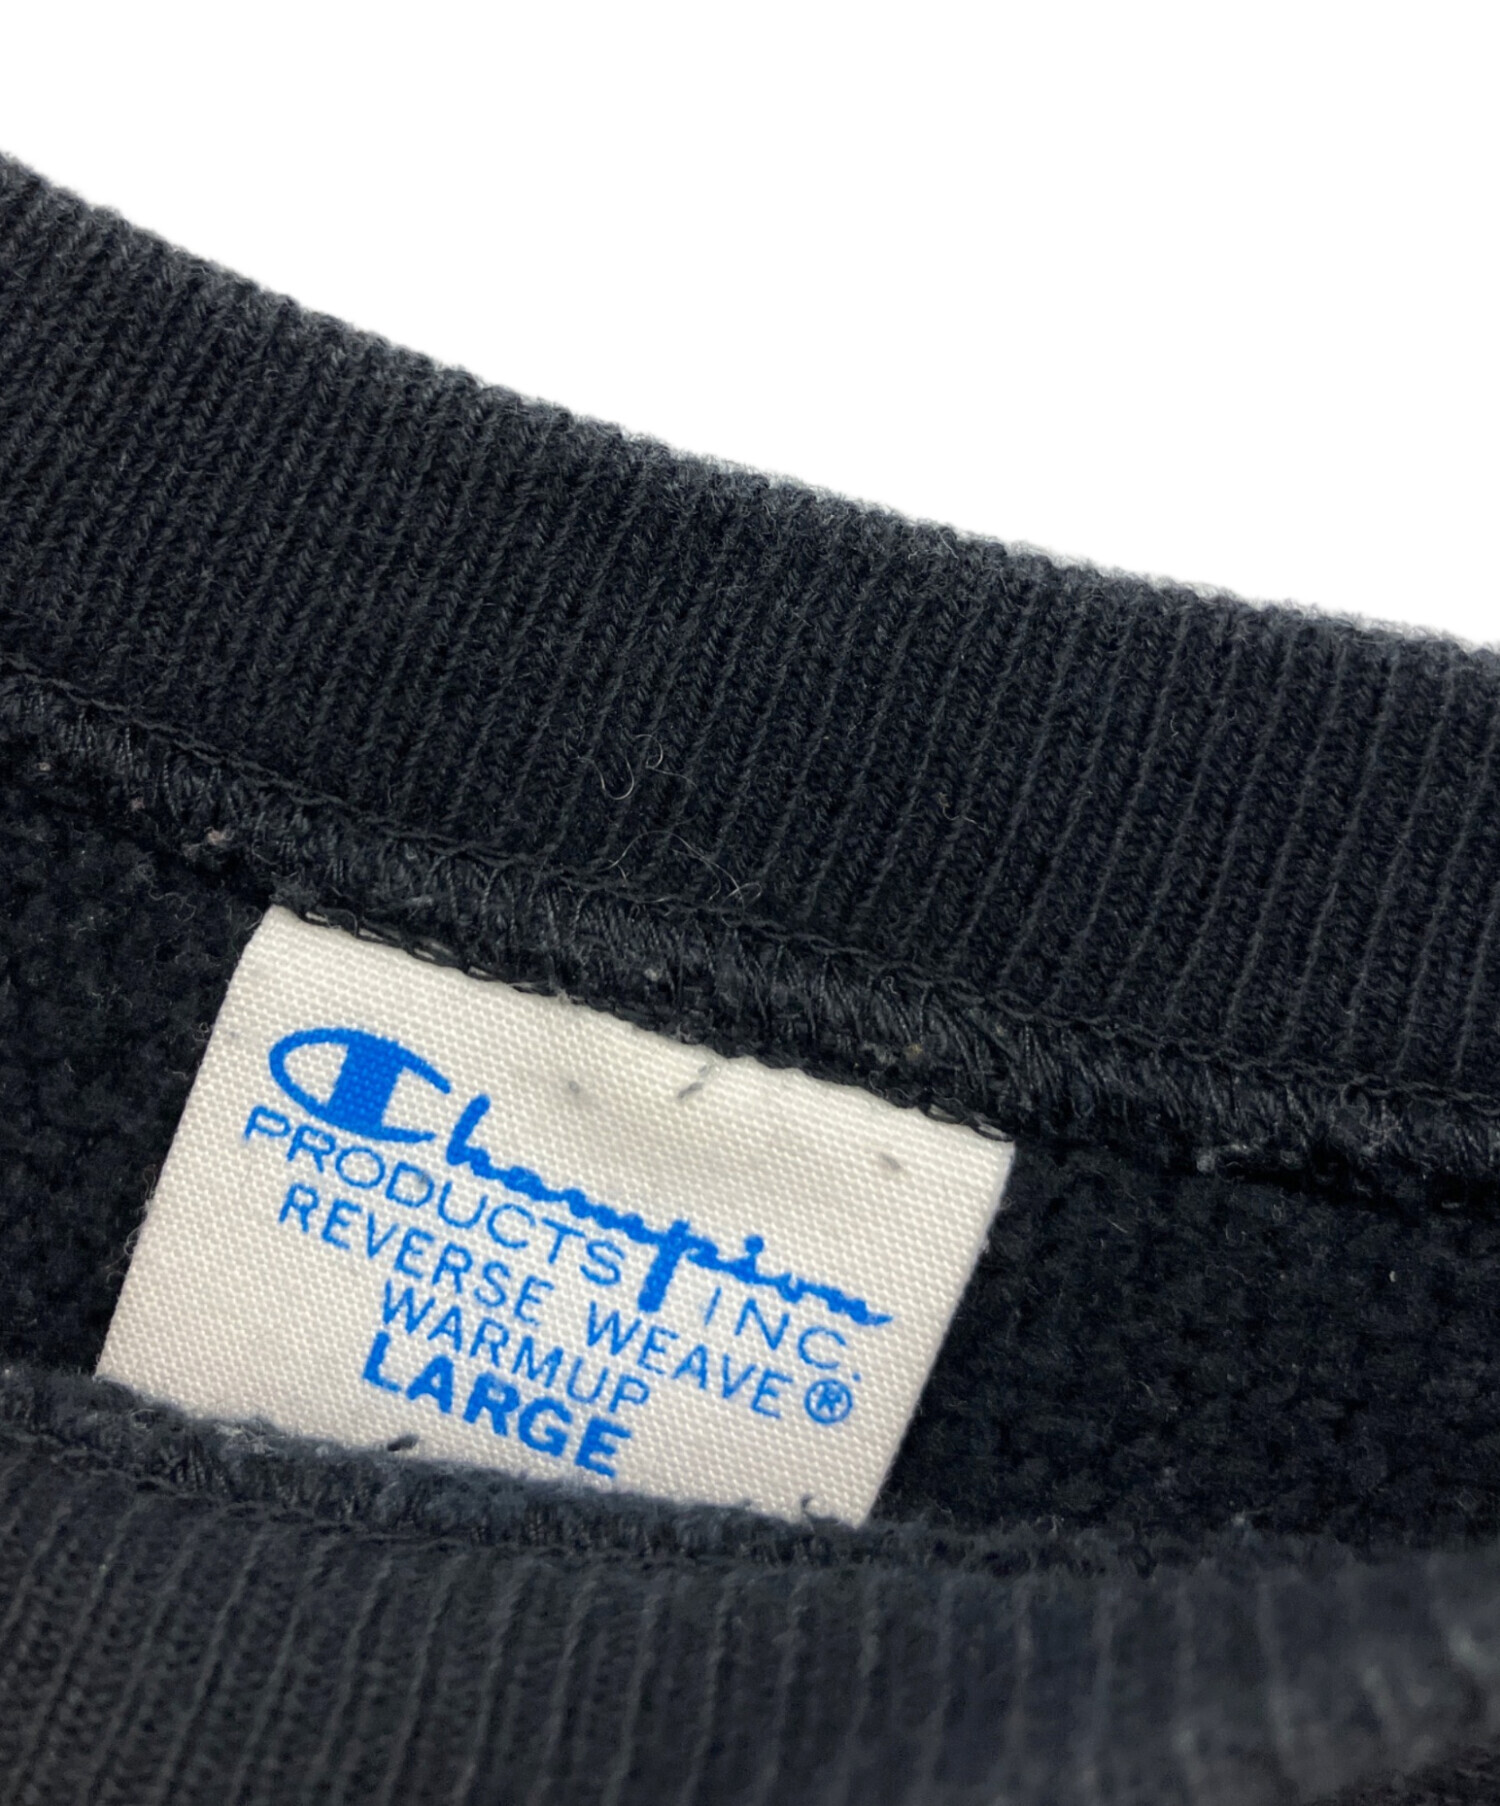 Champion
PRODUCTS INC.
REVERSE WEAVE®
WARMUP
LARGE